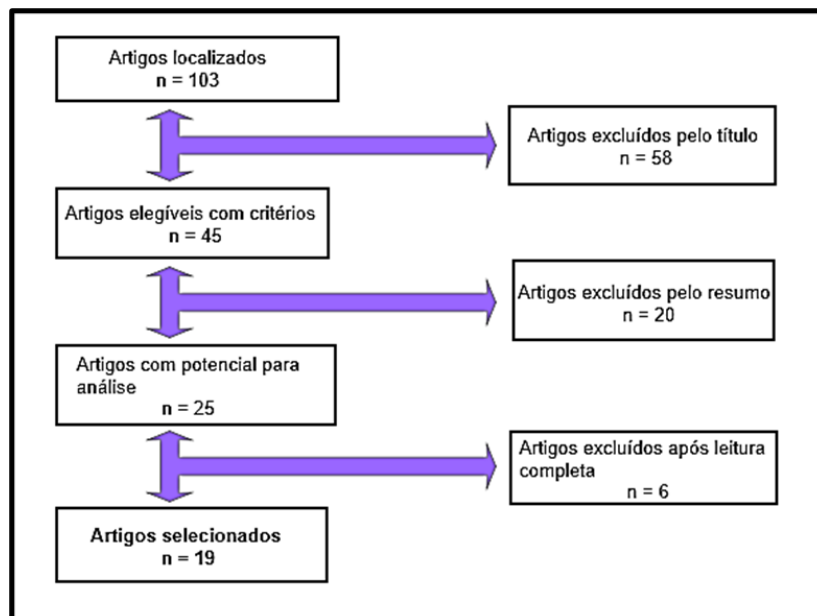 Artigos localizados
n = 103
Artigos excluídos pelo título
n = 58
Artigos elegíveis com critérios
n = 45
Artigos excluídos pelo resumo
n = 20
Artigos com potencial para
análise
n = 25
Artigos excluídos após leitura
completa
n = 6
Artigos selecionados
n = 19